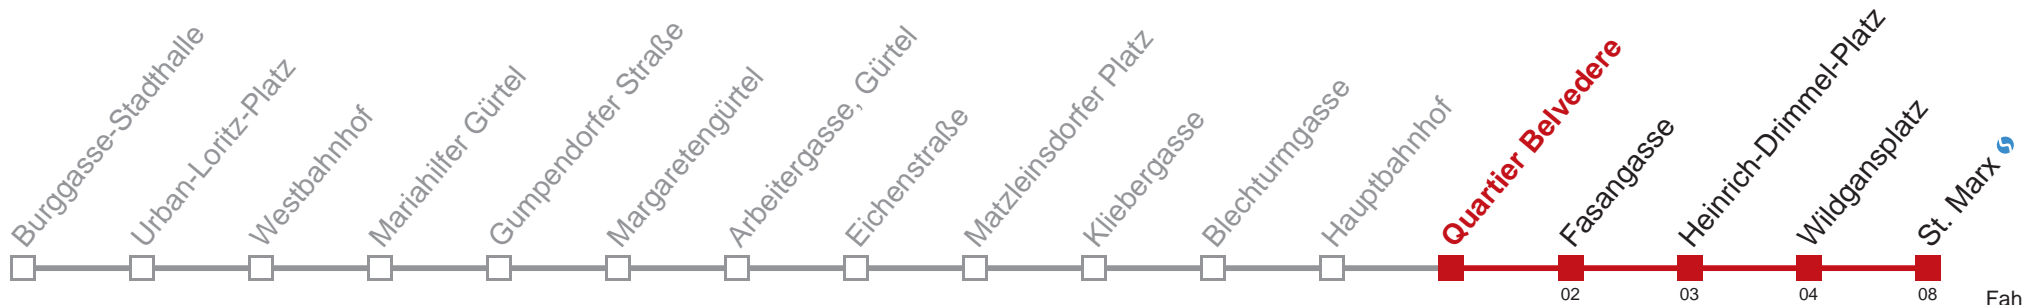 Burggasse-Stadthalle
Urban-Loritz-Platz
Westbahnhof
Mariahilfer Gürtel
Gumpendorfer Straße
Margaretengürtel
Arbeitergasse, Gürtel
Eichenstraße
Matzleinsdorfer Platz
Kliebergasse
Blechturmgasse
Hauptbahnhof
Quartier Belvedere
Fasangasse
Heinrich-Drimmel-Platz
Wildgansplatz
St. Marx
02 03 04 08
Fah